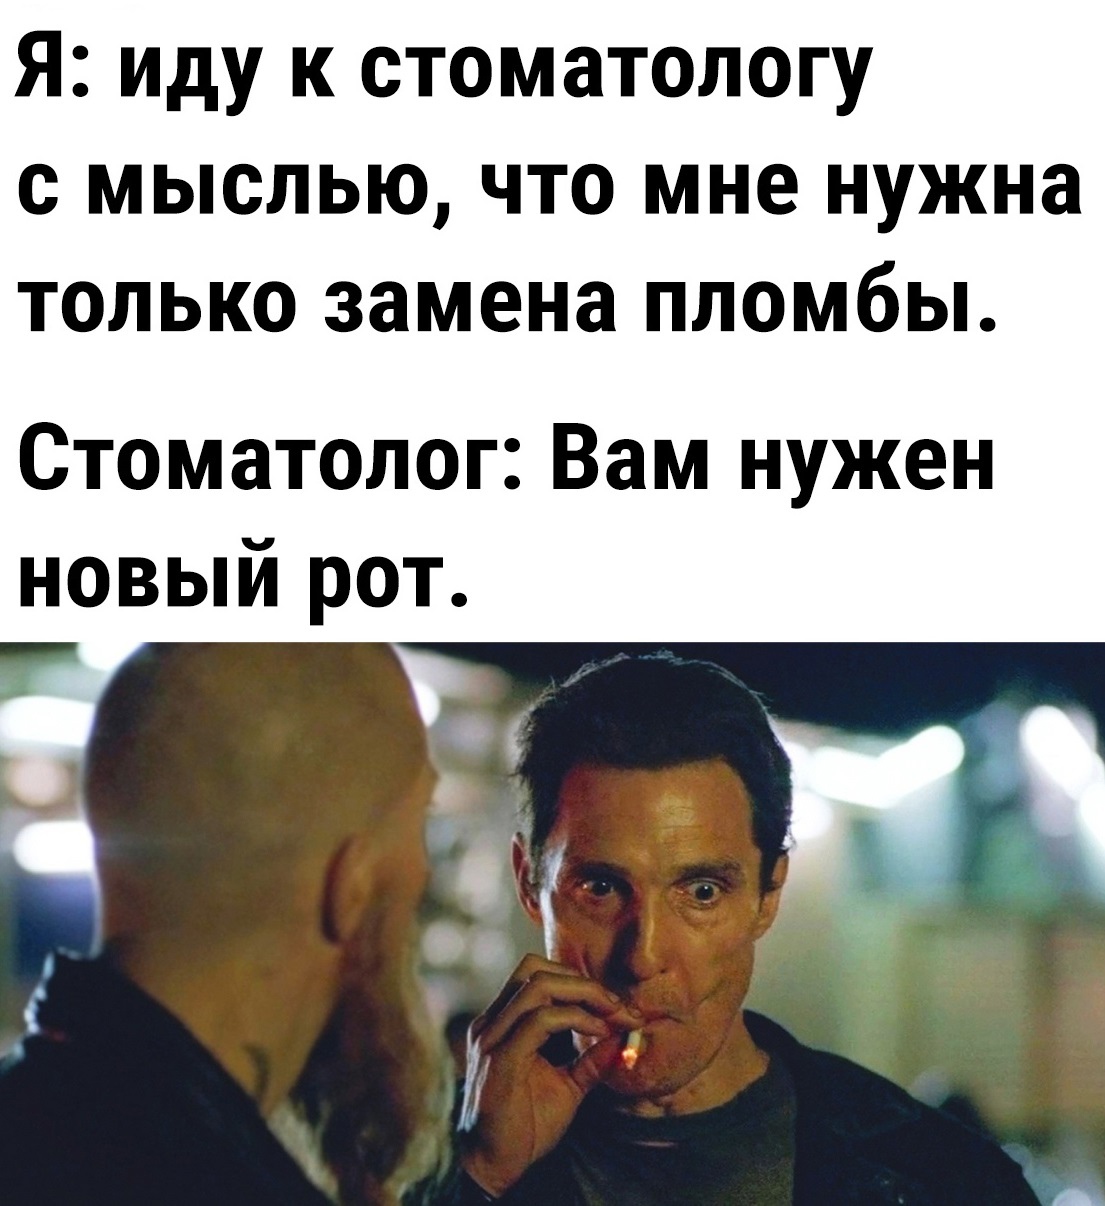 Я: иду к стоматологу
с мыслью, что мне нужна
только замена пломбы.
Стоматолог: Вам нужен
новый рот.